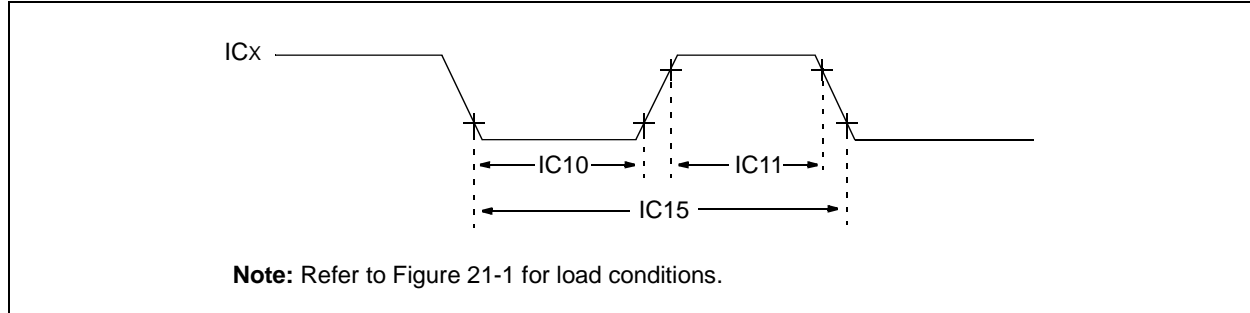 ICx
IC10
IC11
IC15
Note: Refer to Figure 21-1 for load conditions.